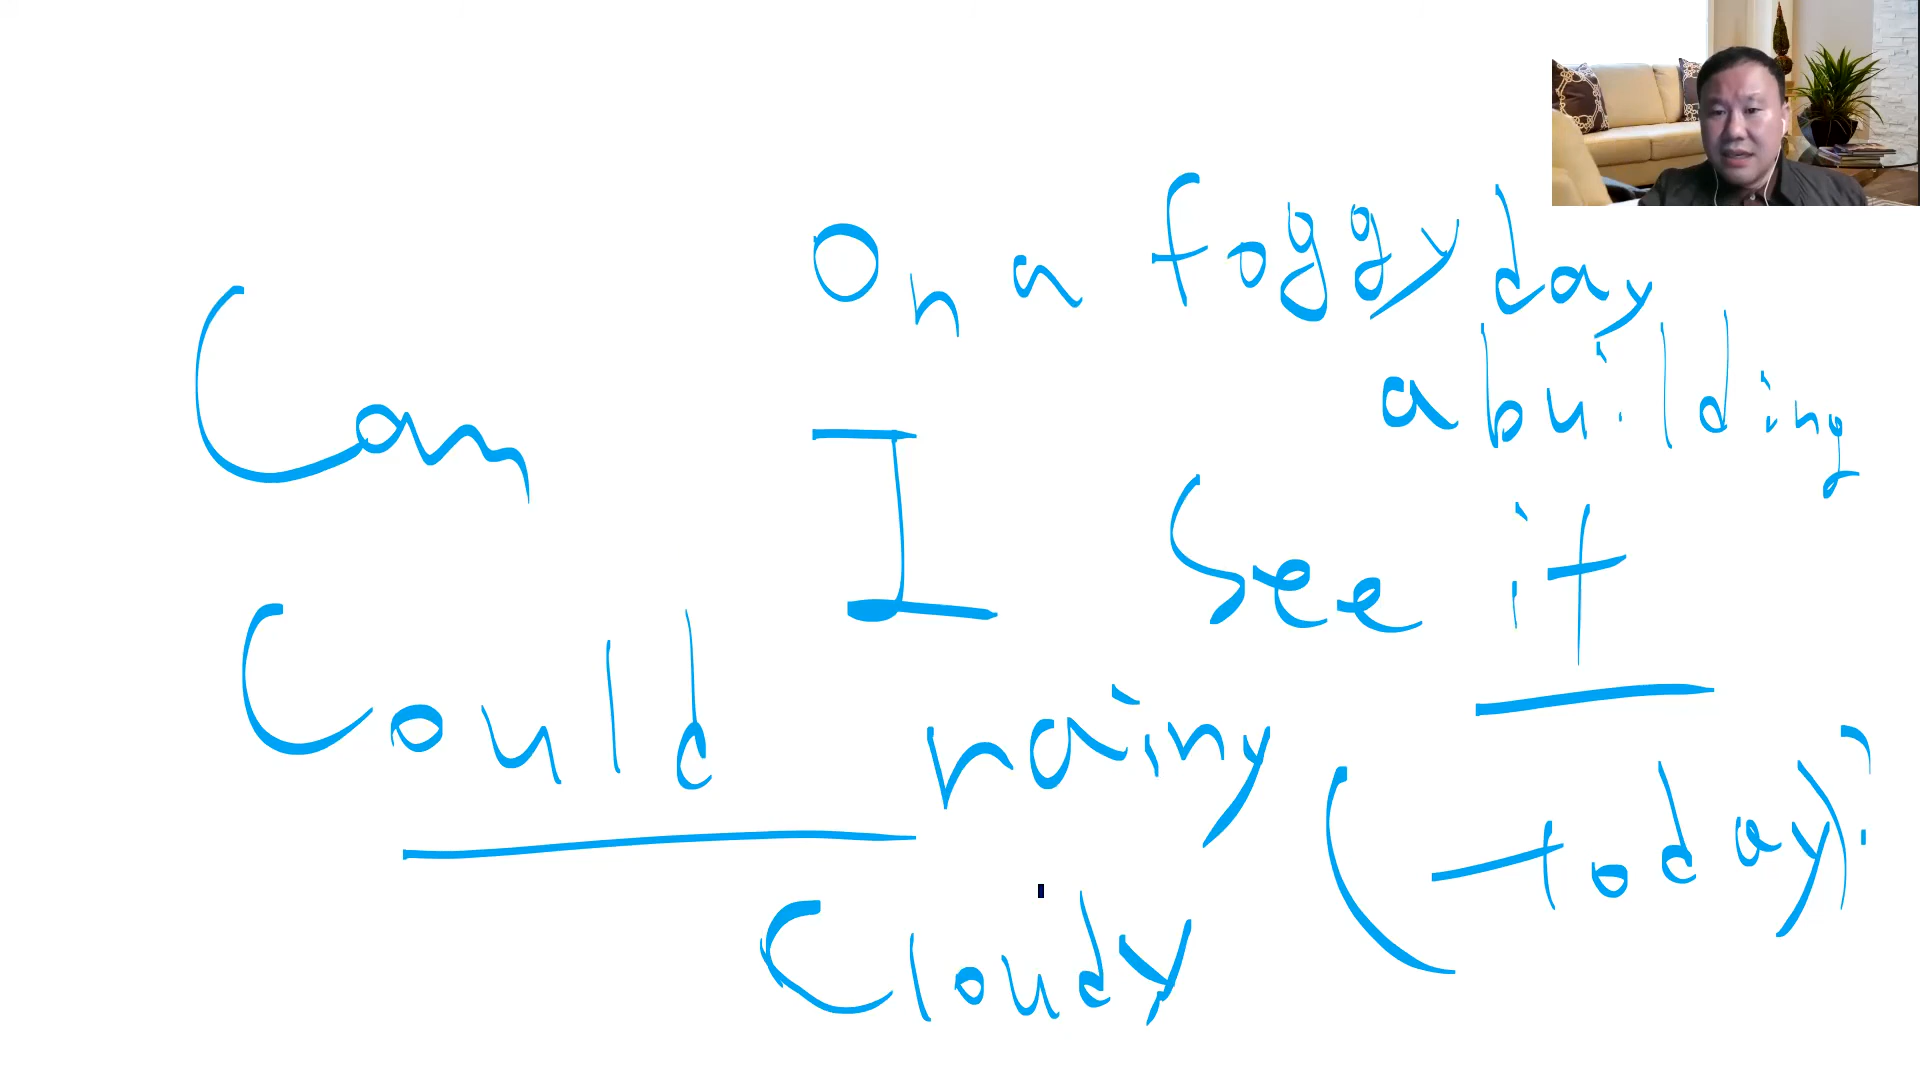 On a foggy day
Can
a building
I see it
Could
rainy
(today)?
Cloudy